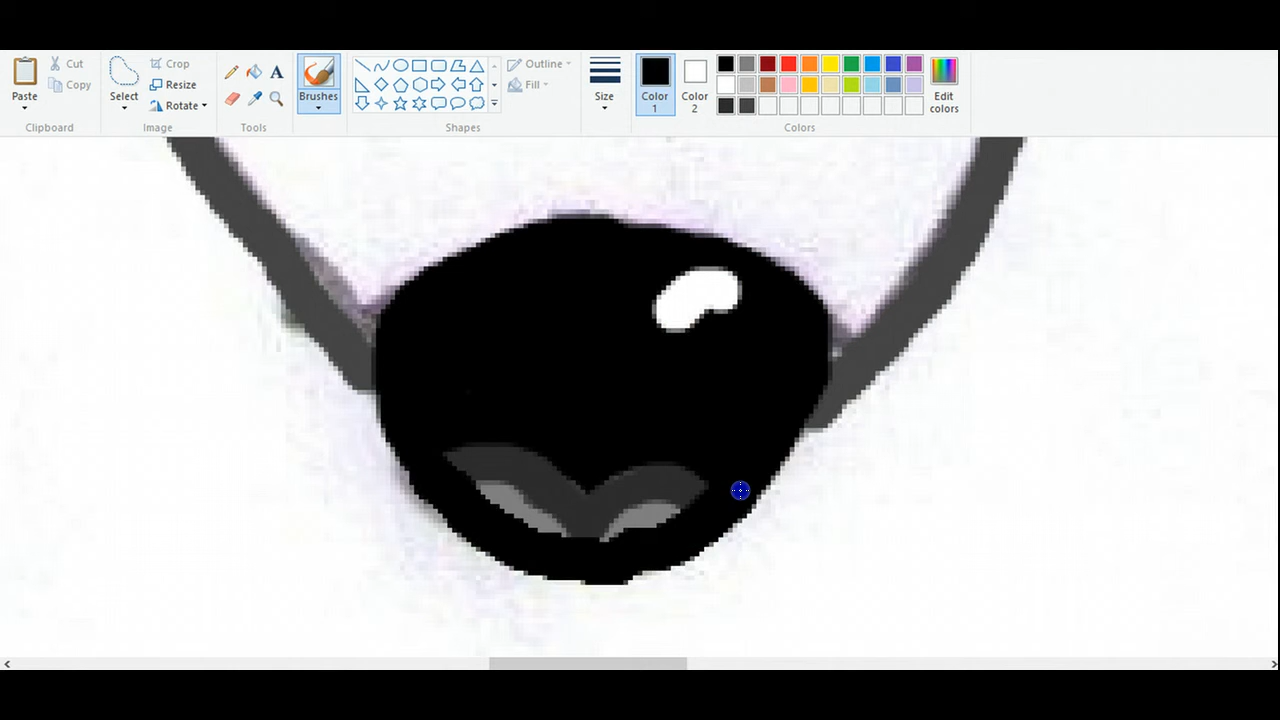 Cut
Copy
Paste
Clipboard
Select
Crop
Resize
Rotate
Image
A
Tools
Brushes
Outline
Fill
Shapes
Size
Color 1
Color 2
Edit colors
Colors